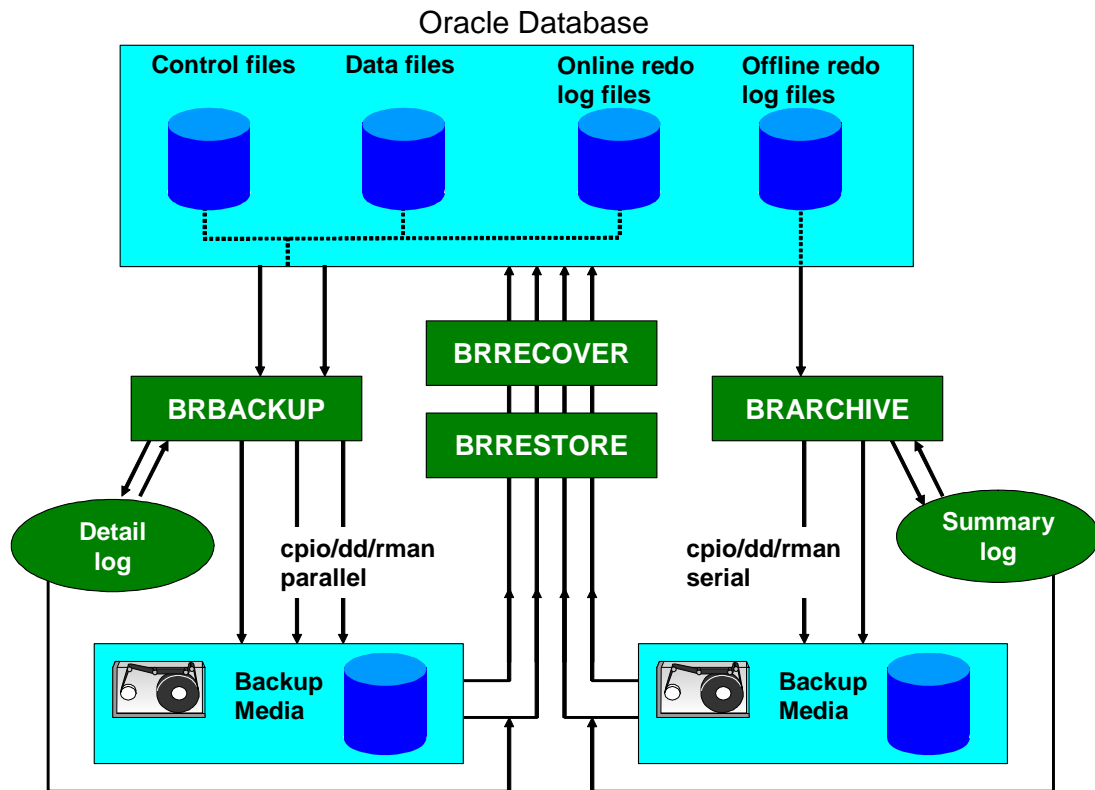 Oracle Database
Control files
Data files
Online redo
log files
Offline redo
log files
BRRECOVER
BRBACKUP
BRARCHIVE
BRRESTORE
Detail
log
Summary
log
cpio/dd/rman
parallel
cpio/dd/rman
serial
Backup
Media
Backup
Media